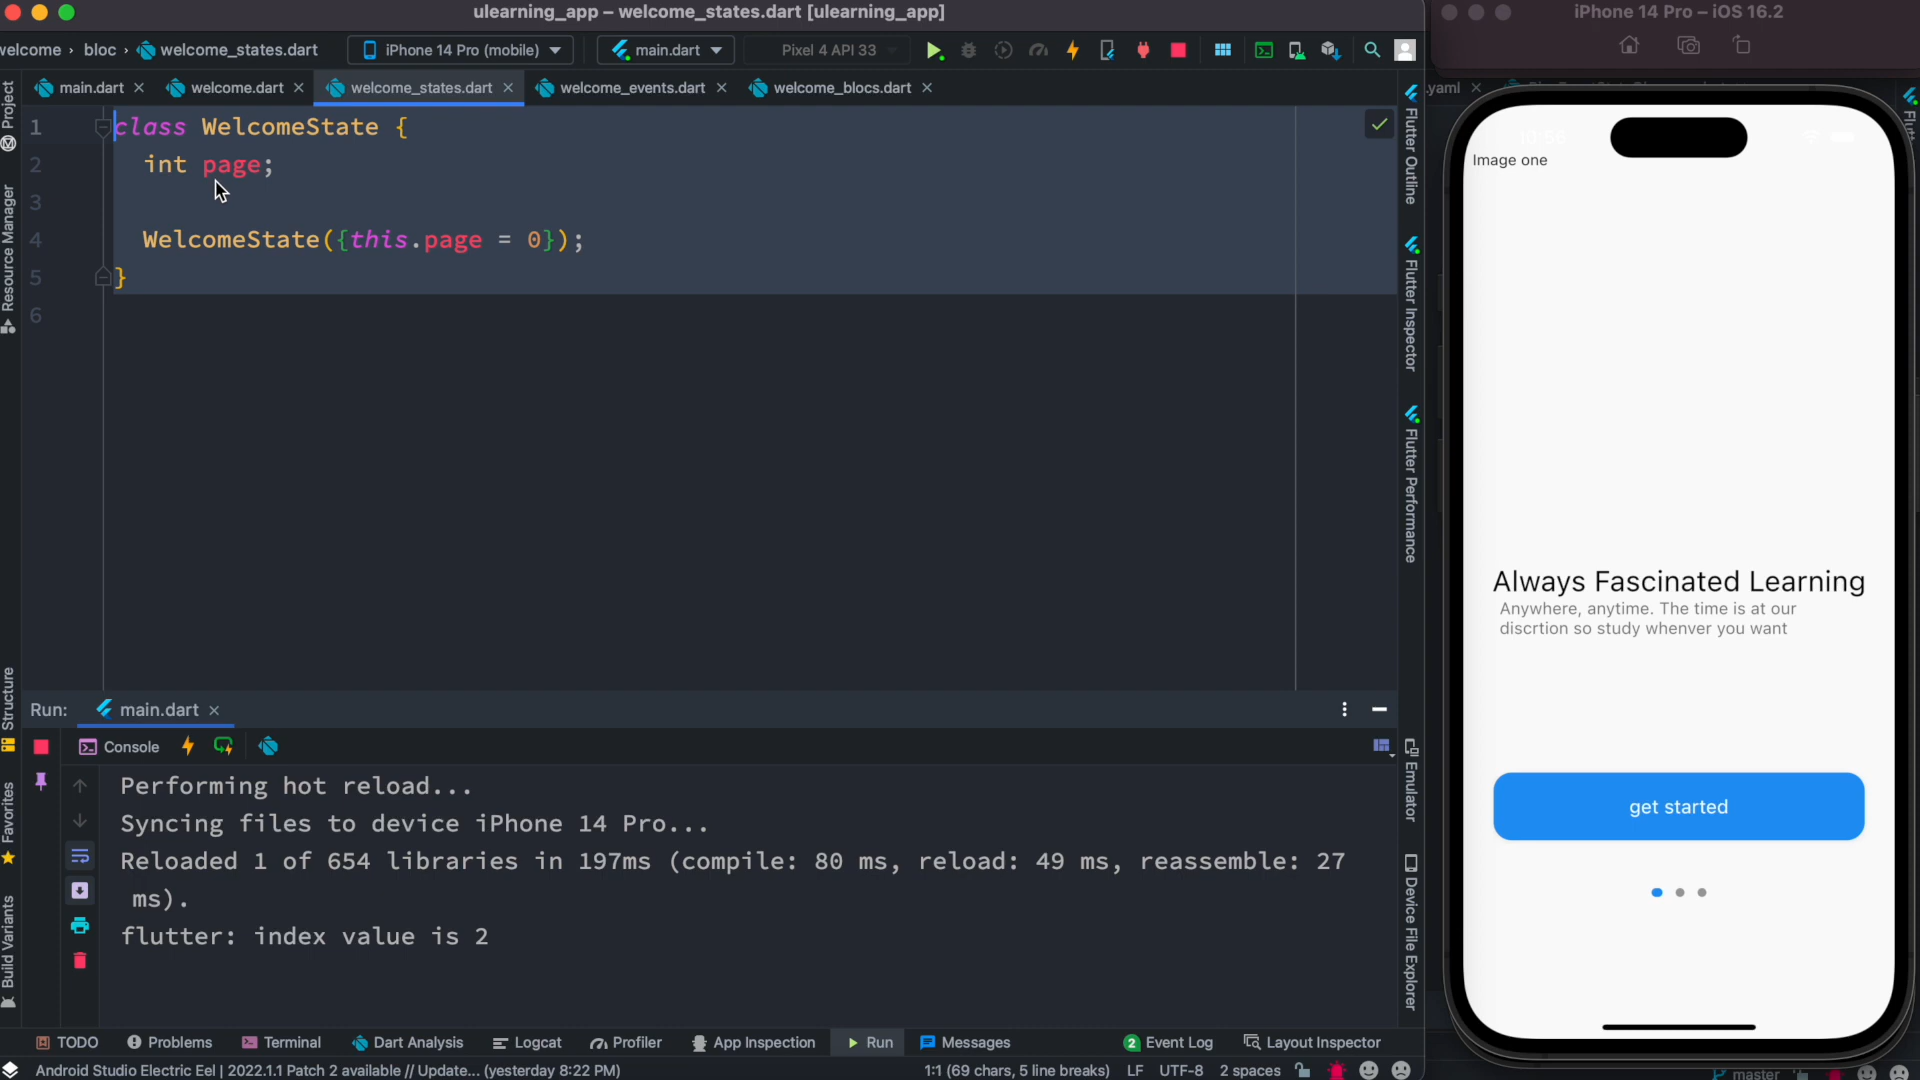 ulearning_app – welcome_states.dart [ulearning_app]
welcome › bloc › welcome_states.dart
iPhone 14 Pro (mobile)
main.dart
Pixel 4 API 33
main.dart
welcome.dart
welcome_states.dart
welcome_events.dart
welcome_blocs.dart
Project
Resource Manager
Structure
Favorites
Build Variants
1 class WelcomeState {
2 int page;
3
4 WelcomeState({this.page = 0});
5 }
6
Flutter Outline
Flutter Inspector
Flutter Performance
Emulator
Device File Explorer
Run: main.dart
Console
Performing hot reload...
Syncing files to device iPhone 14 Pro...
Reloaded 1 of 654 libraries in 197ms (compile: 80 ms, reload: 49 ms, reassemble: 27
ms).
flutter: index value is 2
TODO
Problems
Terminal
Dart Analysis
Logcat
Profiler
App Inspection
Run
Messages
2 Event Log
Layout Inspector
Android Studio Electric Eel | 2022.1.1 Patch 2 available // Update... (yesterday 8:22 PM)
1:1 (69 chars, 5 line breaks)
LF
UTF-8
2 spaces
iPhone 14 Pro – iOS 16.2
.yaml
Image one
Always Fascinated Learning
Anywhere, anytime. The time is at our
discrtion so study whenver you want
get started
master